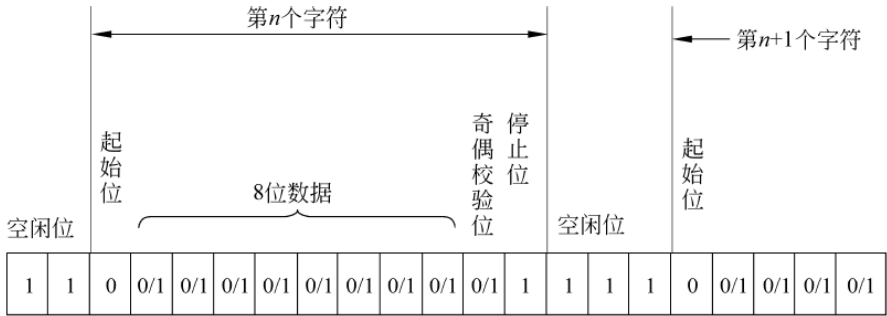 第n个字符
第n+1个字符
起始位
8位数据
奇偶校验位
停止位
起始位
空闲位
空闲位
1 1 0 0/1 0/1 0/1 0/1 0/1 0/1 0/1 0/1 0/1 1 1 1 1 0 0/1 0/1 0/1 0/1